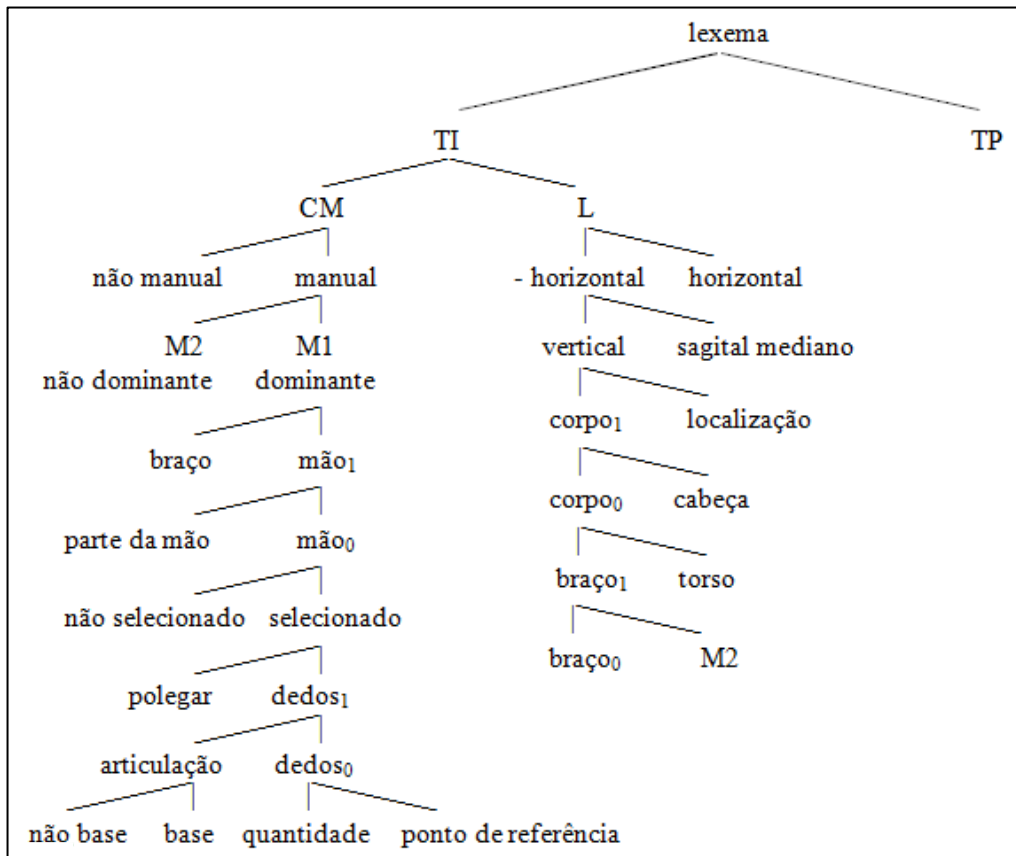 lexema
TI TP
CM L
não manual manual - horizontal horizontal
M2 M1 vertical sagital mediano
não dominante dominante
corpo₁ localização
braço mão₁
corpo₀ cabeça
parte da mão mão₀
braço₁ torso
não selecionado selecionado
braço₀ M2
polegar dedos₁
articulação dedos₀
não base base quantidade ponto de referência